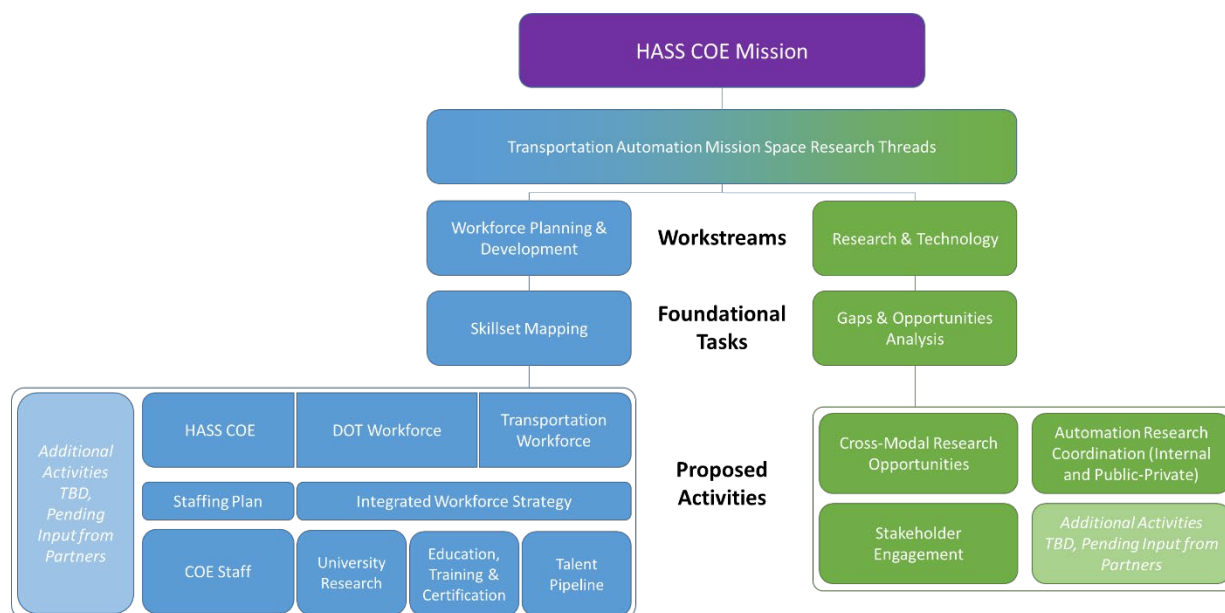 HASS COE Mission
Transportation Automation Mission Space Research Threads
Workforce Planning &
Development
Workstreams
Research & Technology
Skillset Mapping
Foundational
Tasks
Gaps & Opportunities
Analysis
Additional
Activities
TBD,
Pending
Input from
Partners
HASS COE
DOT Workforce
Transportation
Workforce
Staffing Plan
Integrated Workforce Strategy
COE Staff
University
Research
Education,
Training &
Certification
Talent
Pipeline
Proposed
Activities
Cross-Modal Research
Opportunities
Automation Research
Coordination (Internal
and Public-Private)
Stakeholder
Engagement
Additional Activities
TBD, Pending Input from
Partners